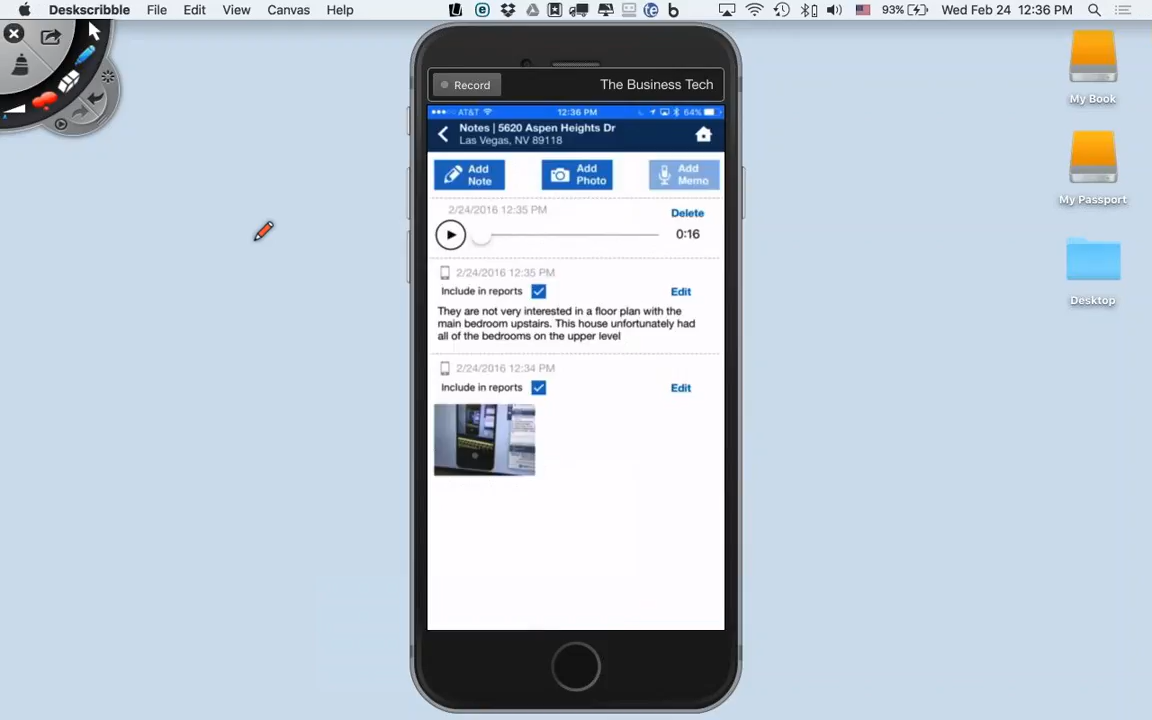 Deskscribble File Edit View Canvas Window Help 93% Wed Feb 24 12:36 PM
Record The Business Tech
AT&T 12:36 PM 64%
Notes | 5620 Aspen Heights Dr
Las Vegas, NV 89118
Add Note
Add Photo
Add Memo
2/24/2016 12:35 PM Delete
0:16
2/24/2016 12:35 PM
Include in reports Edit
They are not very interested in a floor plan with the
main bedroom upstairs. This house unfortunately had
all of the bedrooms on the upper level
2/24/2016 12:34 PM
Include in reports Edit
My Book
My Passport
Desktop